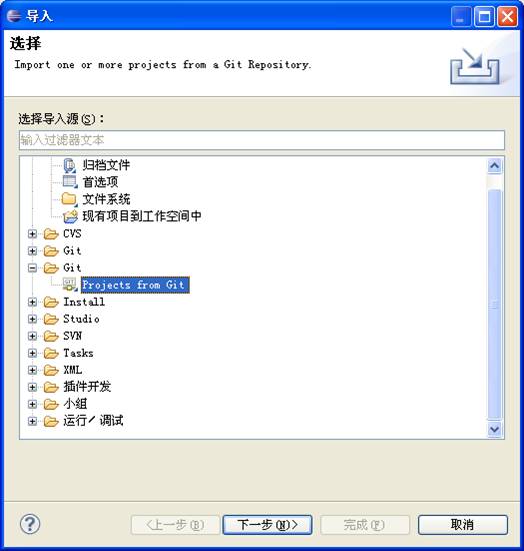 导入
选择
Import one or more projects from a Git Repository.
选择导入源(S)：
输入过滤器文本
归档文件
首选项
文件系统
现有项目到工作空间中
CVS
Git
Git
Projects from Git
Install
Studio
SVN
Tasks
XML
插件开发
小组
运行／调试
<上一步(B)
下一步(N)>
完成(F)
取消